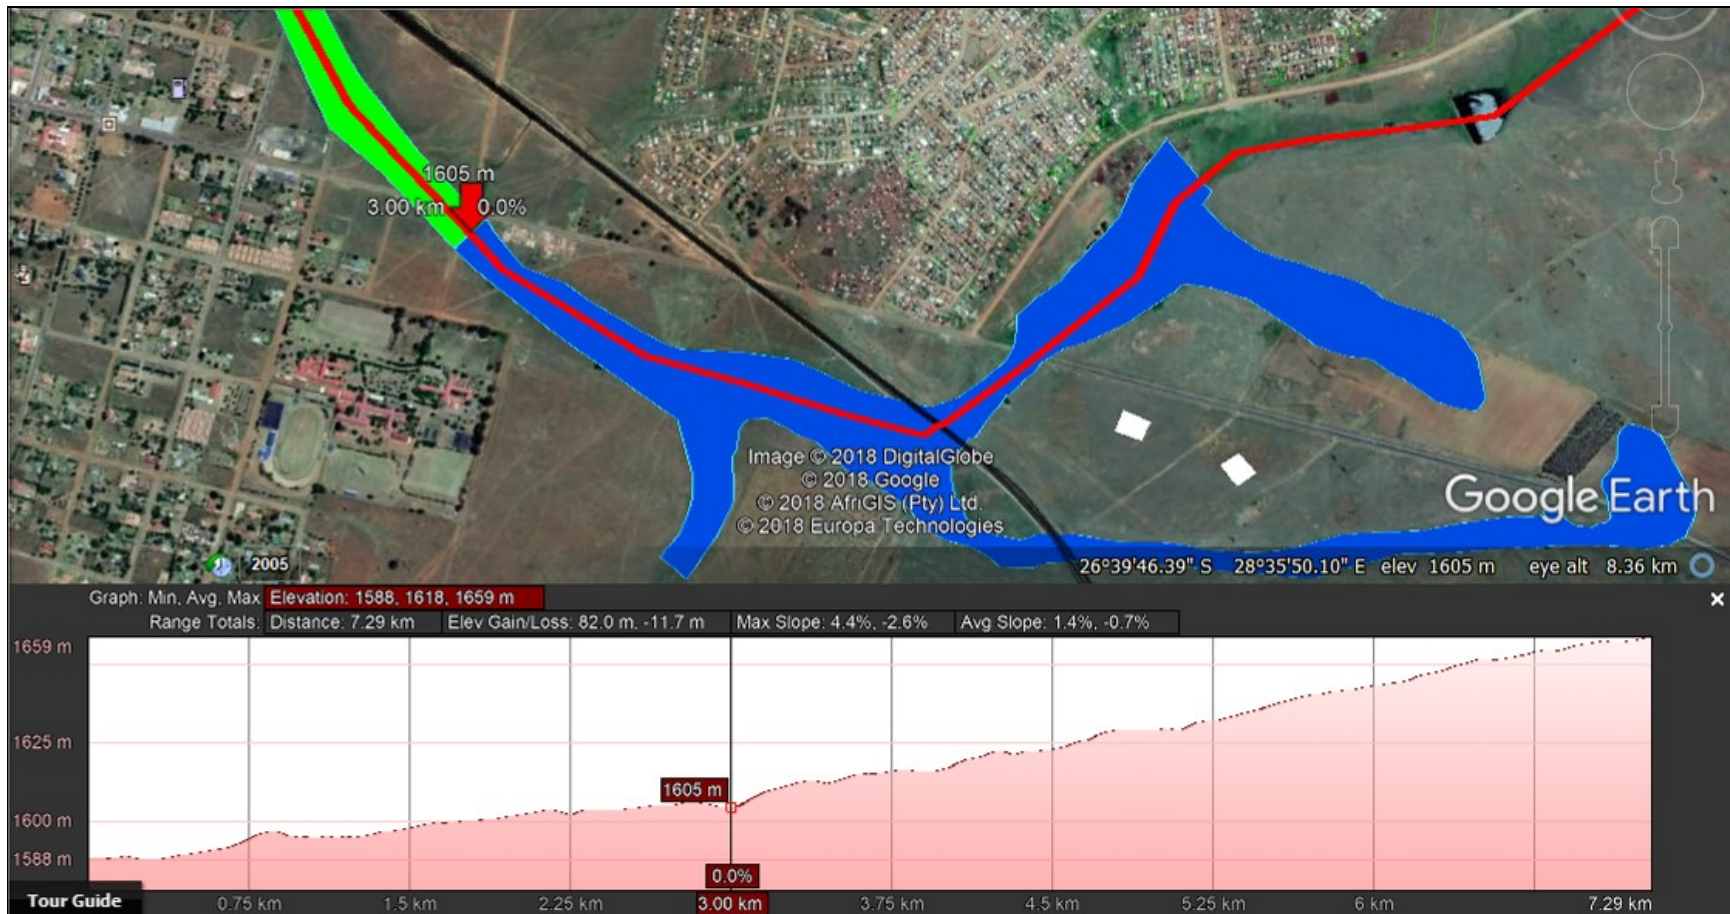 1605 m
3.00 km 0.0%
Image © 2018 DigitalGlobe
© 2018 Google
© 2018 AfriGIS (Pty) Ltd.
© 2018 Europa Technologies
Google Earth
2005
26°39'46.39" S 28°35'50.10" E elev 1605 m eye alt 8.36 km
Graph: Min, Avg, Max Elevation: 1588, 1618, 1659 m
Range Totals: Distance: 7.29 km Elev Gain/Loss: 82.0 m, -11.7 m Max Slope: 4.4%, -2.6% Avg Slope: 1.4%, -0.7%
1659 m
1625 m
1605 m
1600 m
1588 m
0.0%
Tour Guide 0.75 km 1.5 km 2.25 km 3.00 km 3.75 km 4.5 km 5.25 km 6 km 7.29 km